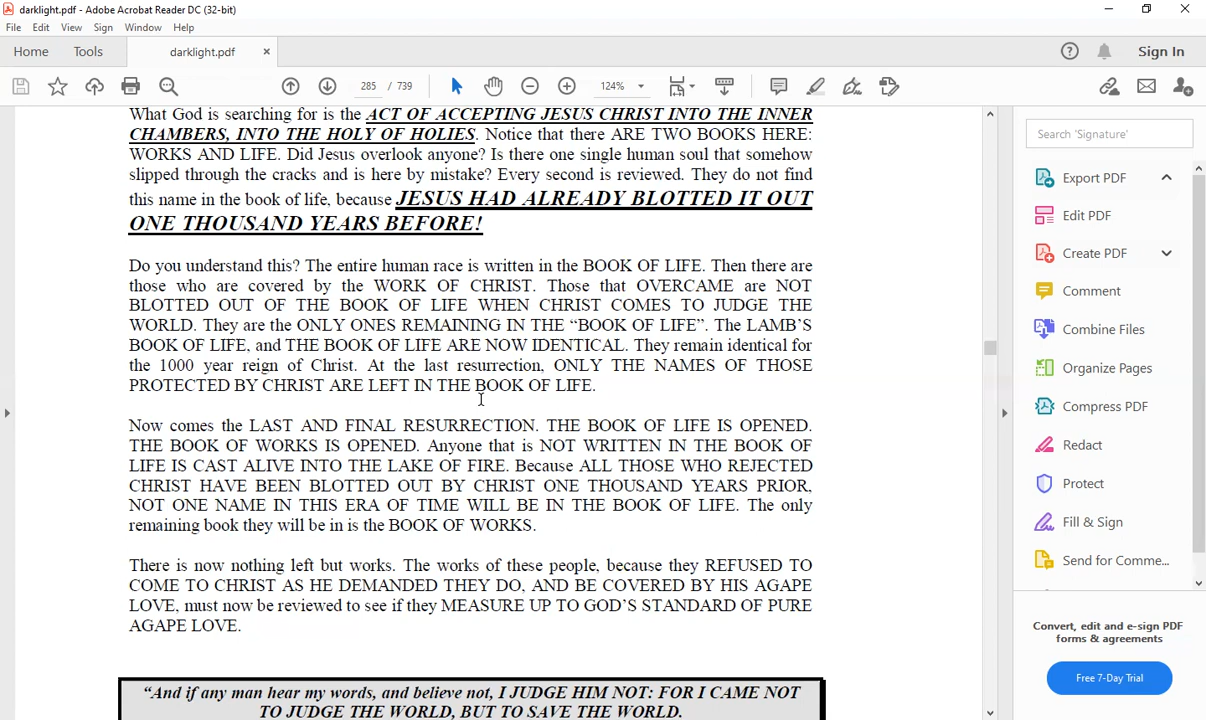 darklight.pdf - Adobe Acrobat Reader DC (32-bit)
File Edit View Sign Window Help
Home Tools darklight.pdf × Sign In
285 / 739 124%
What God is searching for is the ACT OF ACCEPTING JESUS CHRIST INTO THE INNER
CHAMBERS, INTO THE HOLY OF HOLIES. Notice that there ARE TWO BOOKS HERE:
WORKS AND LIFE. Did Jesus overlook anyone? Is there one single human soul that somehow
slipped through the cracks and is here by mistake? Every second is reviewed. They do not find
this name in the book of life, because JESUS HAD ALREADY BLOTTED IT OUT
ONE THOUSAND YEARS BEFORE!
Do you understand this? The entire human race is written in the BOOK OF LIFE. Then there are
those who are covered by the WORK OF CHRIST. Those that OVERCAME are NOT
BLOTTED OUT OF THE BOOK OF LIFE WHEN CHRIST COMES TO JUDGE THE
WORLD. They are the ONLY ONES REMAINING IN THE “BOOK OF LIFE”. The LAMB’S
BOOK OF LIFE, and THE BOOK OF LIFE ARE NOW IDENTICAL. They remain identical for
the 1000 year reign of Christ. At the last resurrection, ONLY THE NAMES OF THOSE
PROTECTED BY CHRIST ARE LEFT IN THE BOOK OF LIFE.
Now comes the LAST AND FINAL RESURRECTION. THE BOOK OF LIFE IS OPENED.
THE BOOK OF WORKS IS OPENED. Anyone that is NOT WRITTEN IN THE BOOK OF
LIFE IS CAST ALIVE INTO THE LAKE OF FIRE. Because ALL THOSE WHO REJECTED
CHRIST HAVE BEEN BLOTTED OUT BY CHRIST ONE THOUSAND YEARS PRIOR,
NOT ONE NAME IN THIS ERA OF TIME WILL BE IN THE BOOK OF LIFE. The only
remaining book they will be in is the BOOK OF WORKS.
There is now nothing left but works. The works of these people, because they REFUSED TO
COME TO CHRIST AS HE DEMANDED THEY DO, AND BE COVERED BY HIS AGAPE
LOVE, must now be reviewed to see if they MEASURE UP TO GOD’S STANDARD OF PURE
AGAPE LOVE.
“And if any man hear my words, and believe not, I JUDGE HIM NOT: FOR I CAME NOT
TO JUDGE THE WORLD, BUT TO SAVE THE WORLD.
Search 'Signature'
Export PDF
Edit PDF
Create PDF
Comment
Combine Files
Organize Pages
Compress PDF
Redact
Protect
Fill & Sign
Send for Comme...
Convert, edit and e-sign PDF
forms & agreements
Free 7-Day Trial